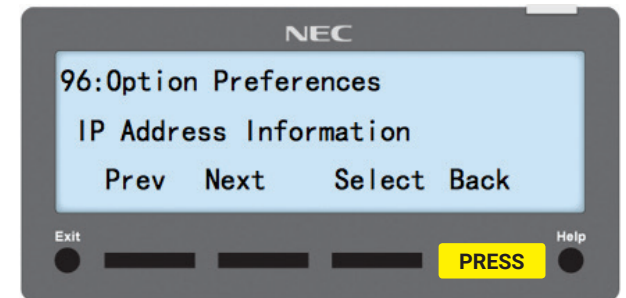 NEC
96:Option Preferences
IP Address Information
Prev Next Select Back
Exit Help
PRESS